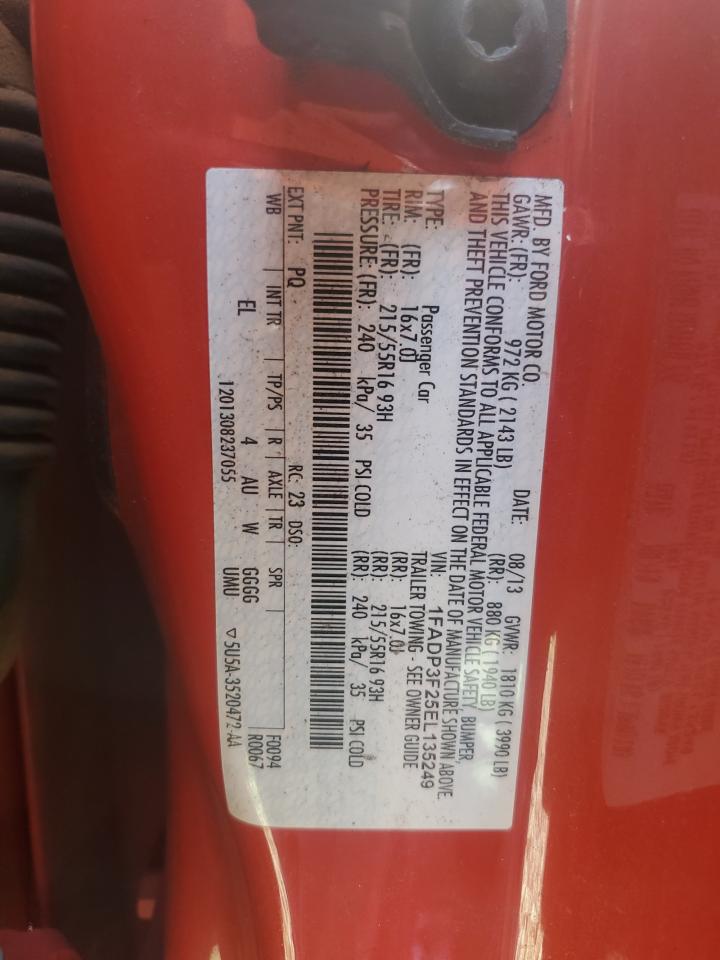 MFD. BY FORD MOTOR CO. DATE: 08/13 GVWR: 1810 KG ( 3990 LB)
GAWR: (FR): 972 KG ( 2143 LB) (RR): 880 KG ( 1940 LB)
THIS VEHICLE CONFORMS TO ALL APPLICABLE FEDERAL MOTOR VEHICLE SAFETY, BUMPER,
AND THEFT PREVENTION STANDARDS IN EFFECT ON THE DATE OF MANUFACTURE SHOWN ABOVE.
VIN: 1FADP3F25EL135249
TYPE: Passenger Car TRAILER TOWING - SEE OWNER GUIDE
RIM: (FR): 16x7.0J (RR): 16x7.0J
TIRE: (FR): 215/55R16 93H (RR): 215/55R16 93H
PRESSURE: (FR): 240 kPa/ 35 PSI COLD (RR): 240 kPa/ 35 PSI COLD
EXT PNT: PQ RC: 23 DSO: F0094
WB INT TR TP/PS R AXLE TR SPR R0067
EL 4 AU W GGGG
1201308237055 UMU ▽ 5U5A-3520472-AA